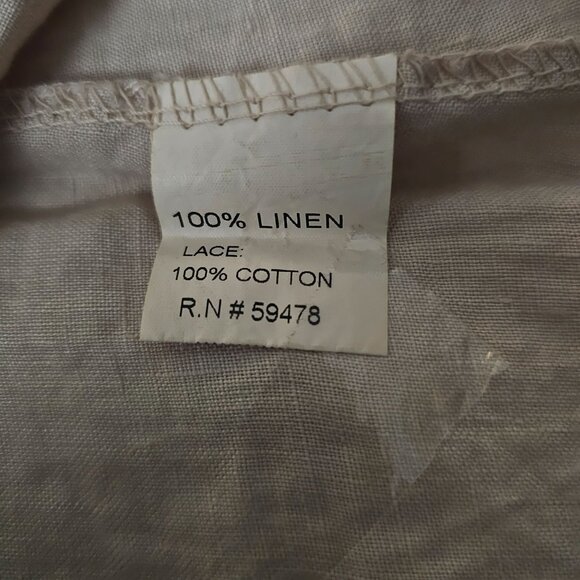 100% LINEN
LACE:
100% COTTON
R.N # 59478